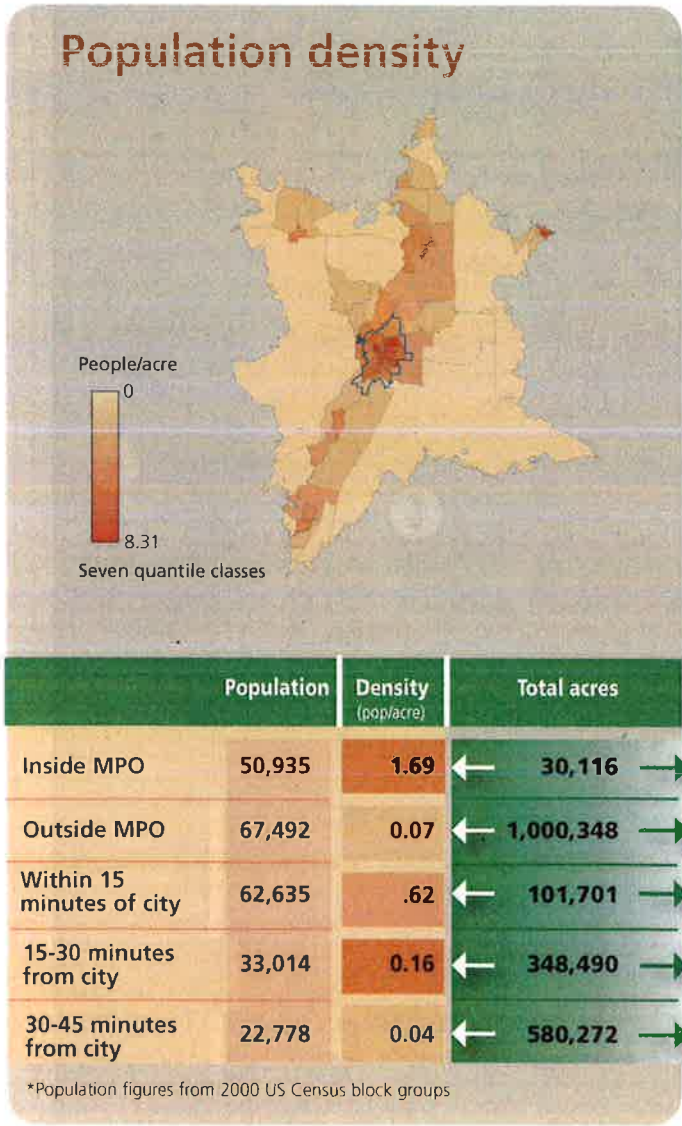 Population density
People/acre
0
8.31
Seven quantile classes
Population Density Total acres
(pop/acre)
Inside MPO 50,935 1.69 30,116
Outside MPO 67,492 0.07 1,000,348
Within 15
minutes of city 62,635 .62 101,701
15-30 minutes
from city 33,014 0.16 348,490
30-45 minutes
from city 22,778 0.04 580,272
*Population figures from 2000 US Census block groups